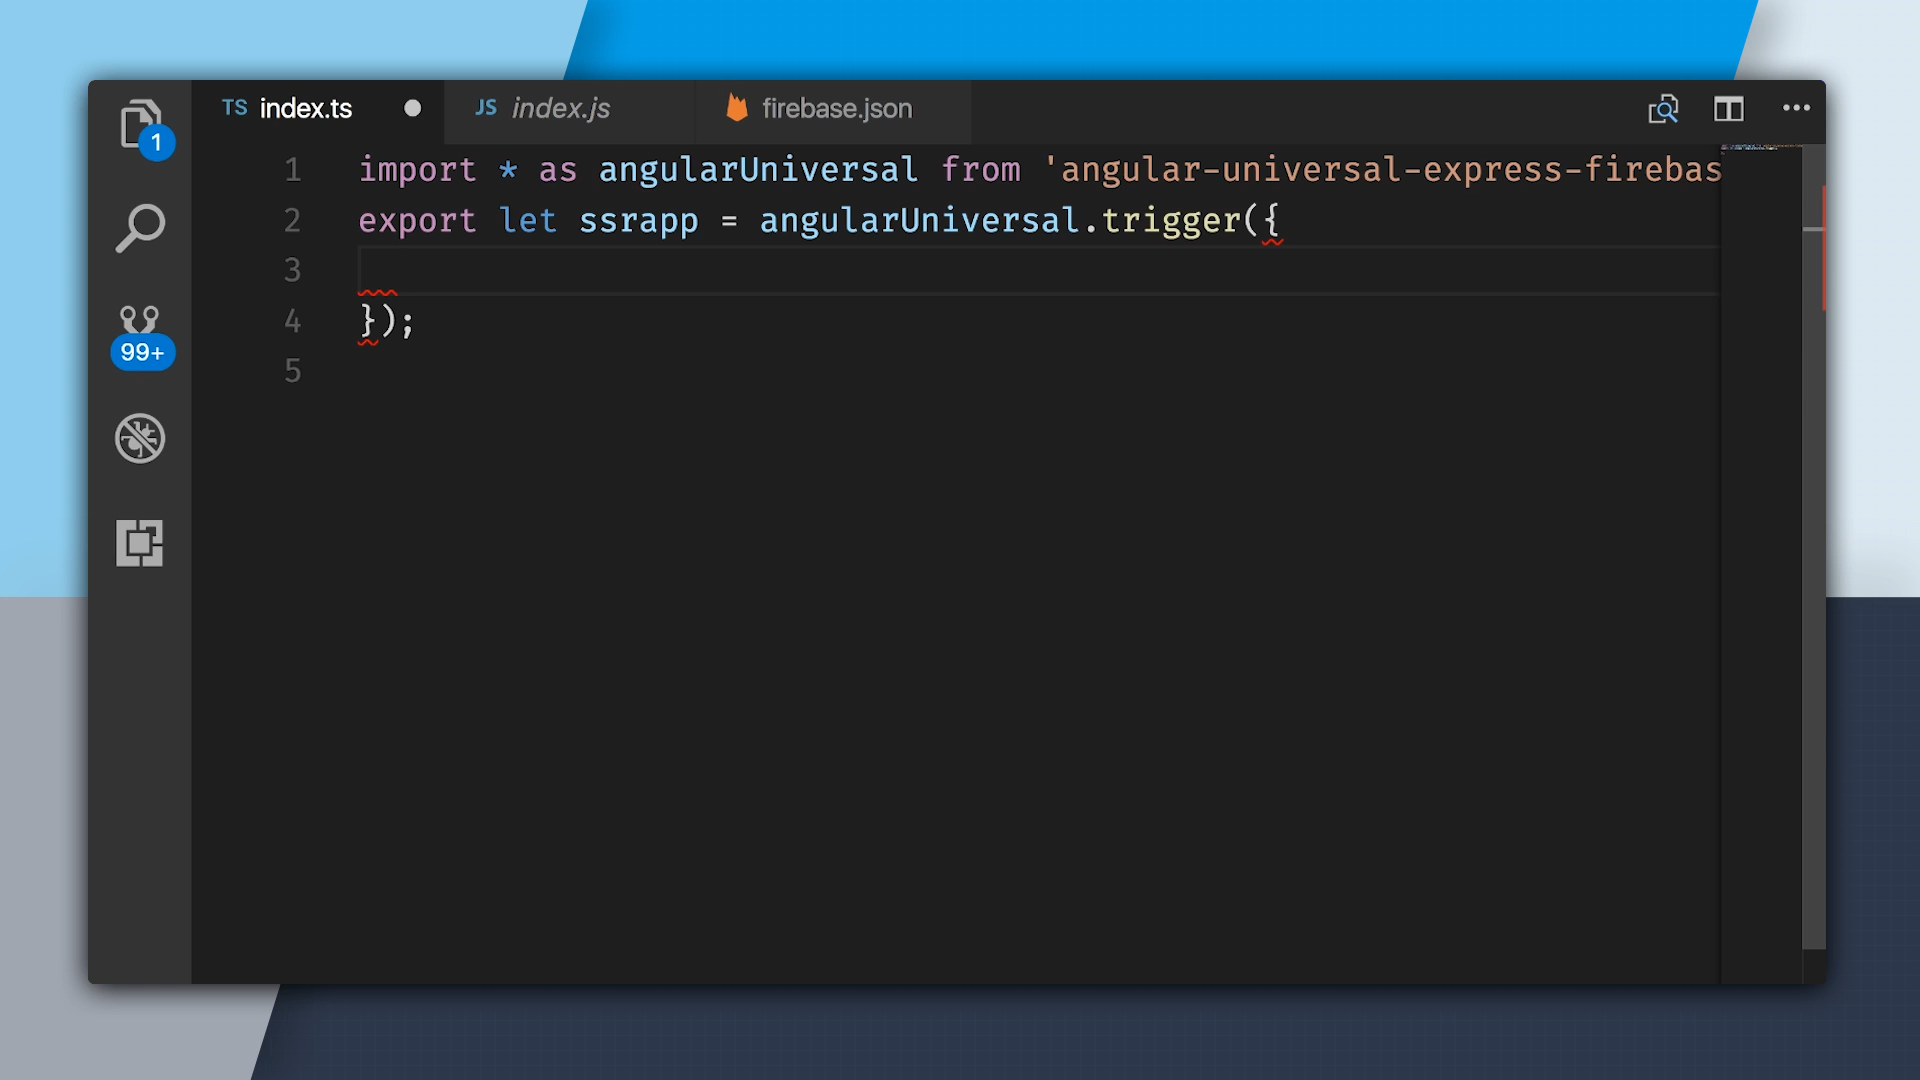 TS index.ts
JS index.js
firebase.json
1
99+
1 import * as angularUniversal from 'angular-universal-express-firebas
2 export let ssrapp = angularUniversal.trigger({
3
4 });
5